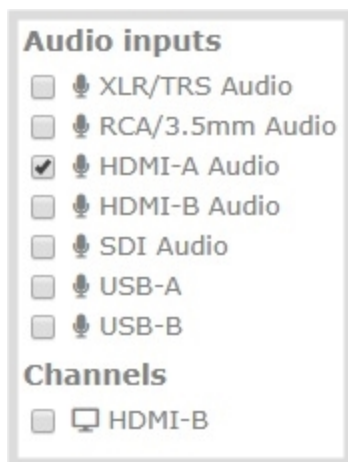 Audio inputs
XLR/TRS Audio
RCA/3.5mm Audio
HDMI-A Audio
HDMI-B Audio
SDI Audio
USB-A
USB-B
Channels
HDMI-B